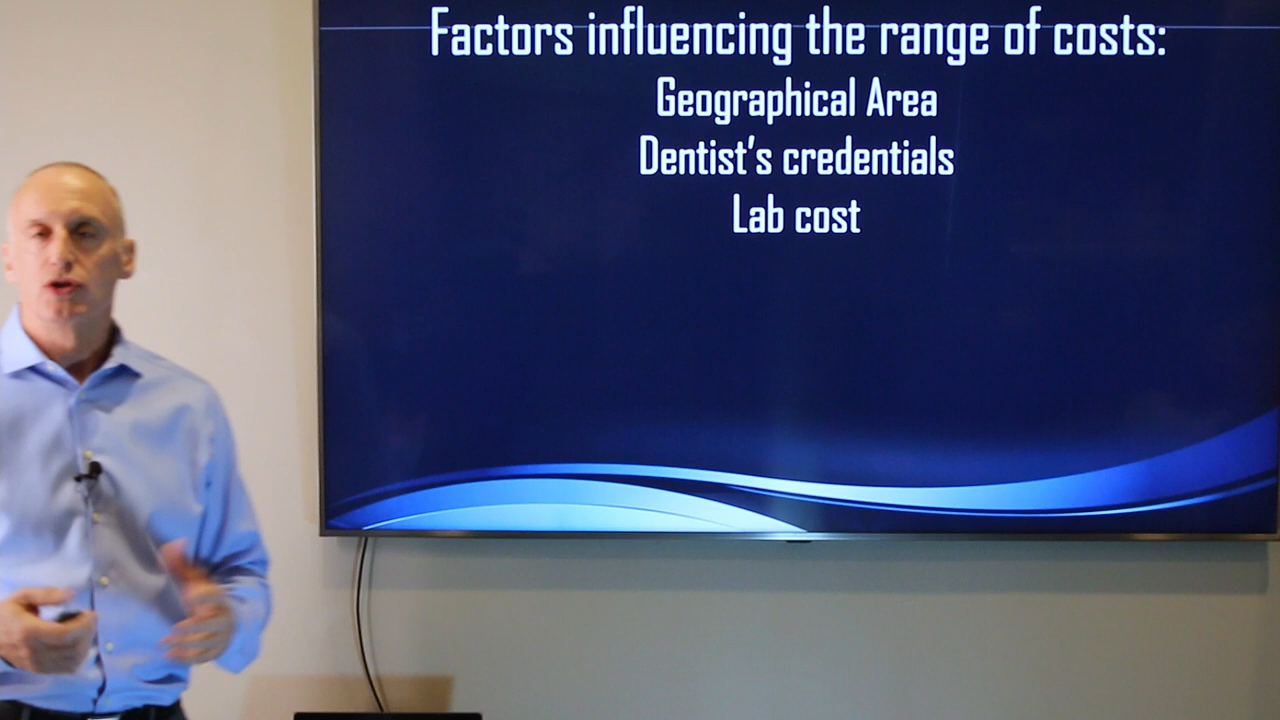 Factors influencing the range of costs:
Geographical Area
Dentist's credentials
Lab cost